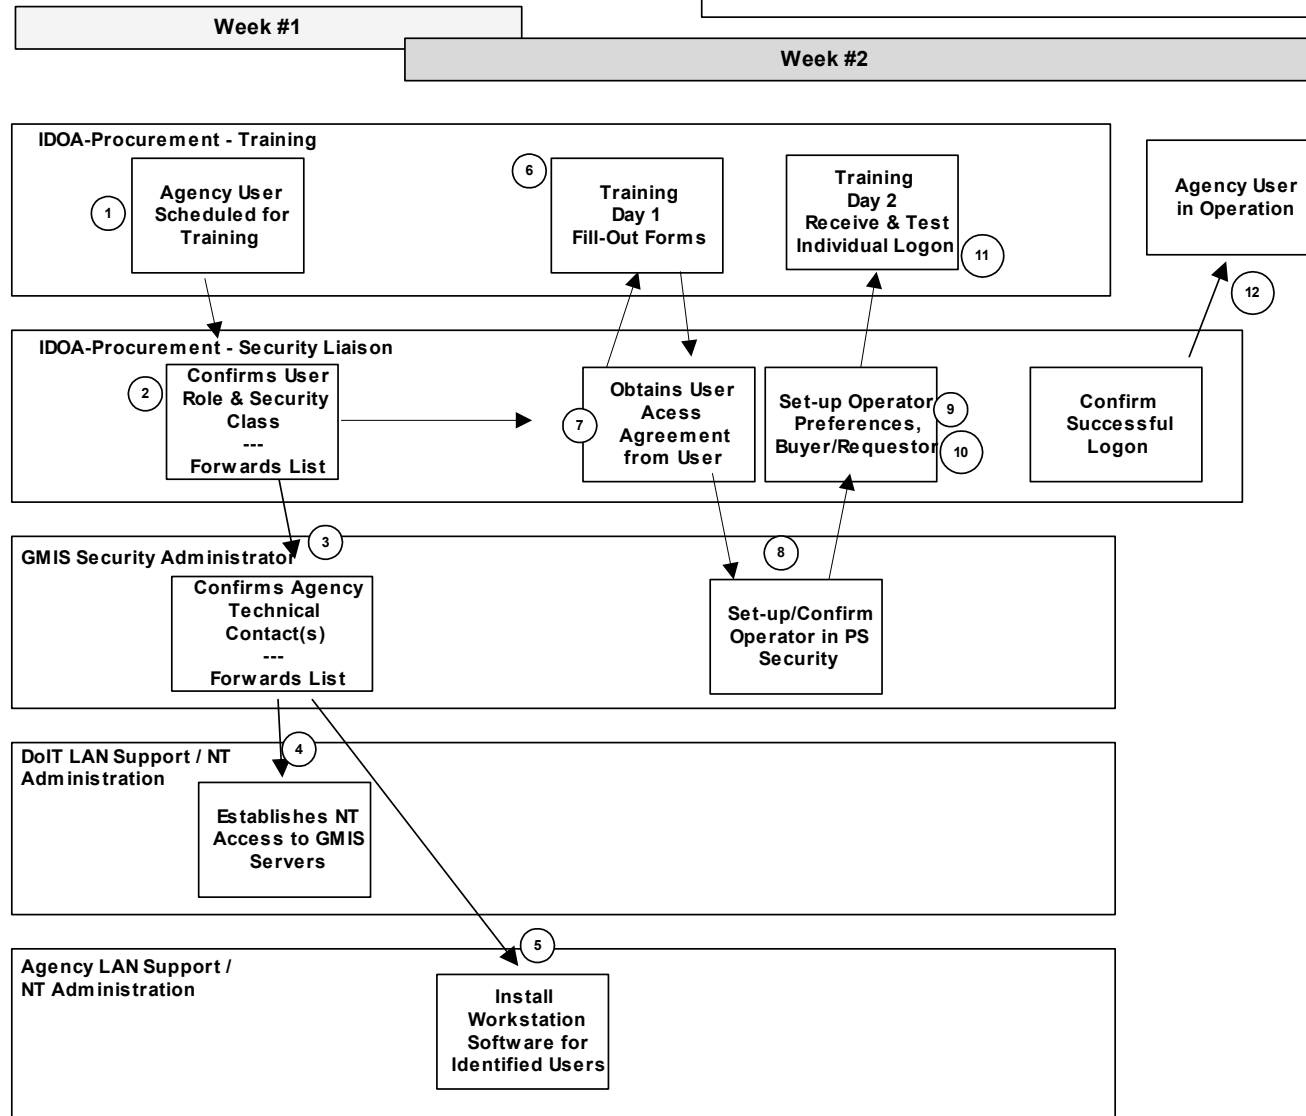 Week #1
Week #2
IDOA-Procurement - Training
1
Agency User
Scheduled for
Training
6
Training
Day 1
Fill-Out Forms
Training
Day 2
Receive & Test
Individual Logon
11
Agency User
in Operation
12
IDOA-Procurement - Security Liaison
2
Confirms User
Role & Security
Class
---
Forwards List
7
Obtains User
Acess
Agreement
from User
Set-up Operator
Preferences,
Buyer/Requestor
9
10
Confirm
Successful
Logon
GMIS Security Administrator
3
Confirms Agency
Technical
Contact(s)
---
Forwards List
8
Set-up/Confirm
Operator in PS
Security
DoIT LAN Support / NT
Administration
4
Establishes NT
Access to GMIS
Servers
Agency LAN Support /
NT Administration
5
Install
Workstation
Software for
Identified Users